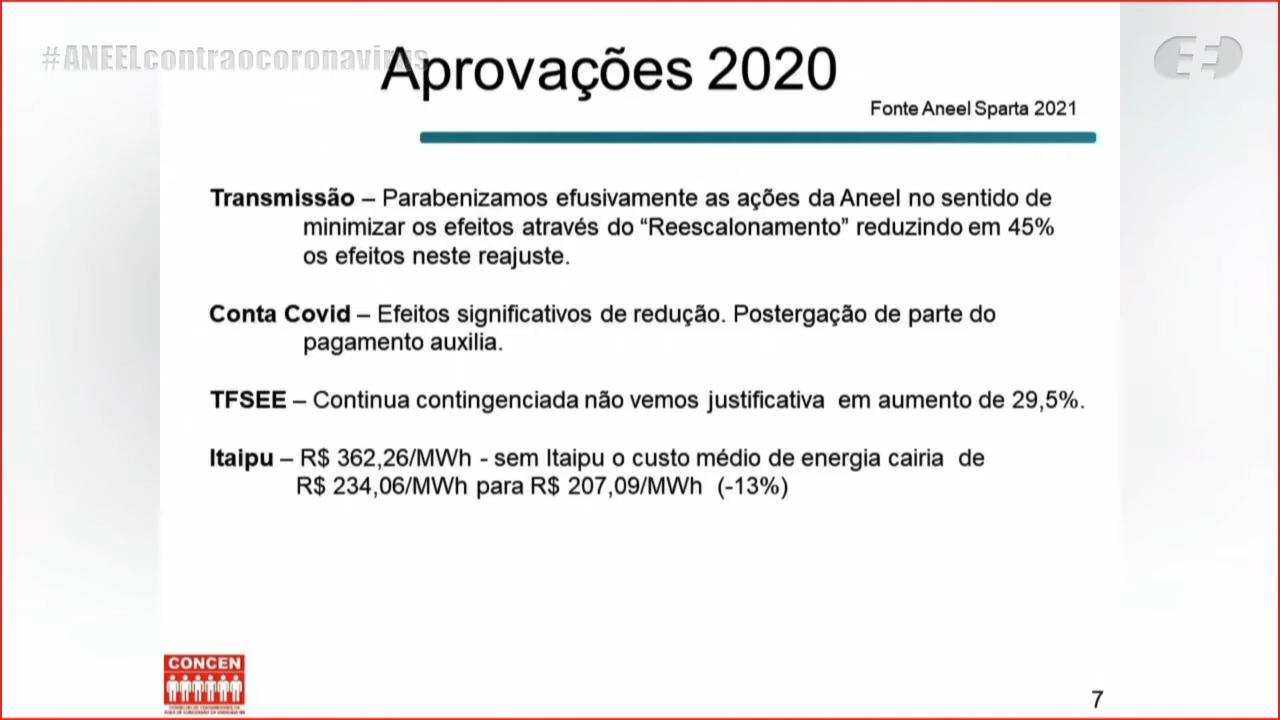 #ANEELcontraocoronavirus
Aprovações 2020
Fonte Aneel Sparta 2021
Transmissão – Parabenizamos efusivamente as ações da Aneel no sentido de
minimizar os efeitos através do “Reescalonamento” reduzindo em 45%
os efeitos neste reajuste.
Conta Covid – Efeitos significativos de redução. Postergação de parte do
pagamento auxilia.
TFSEE – Continua contingenciada não vemos justificativa em aumento de 29,5%.
Itaipu – R$ 362,26/MWh - sem Itaipu o custo médio de energia cairia de
R$ 234,06/MWh para R$ 207,09/MWh (-13%)
CONCEN
7